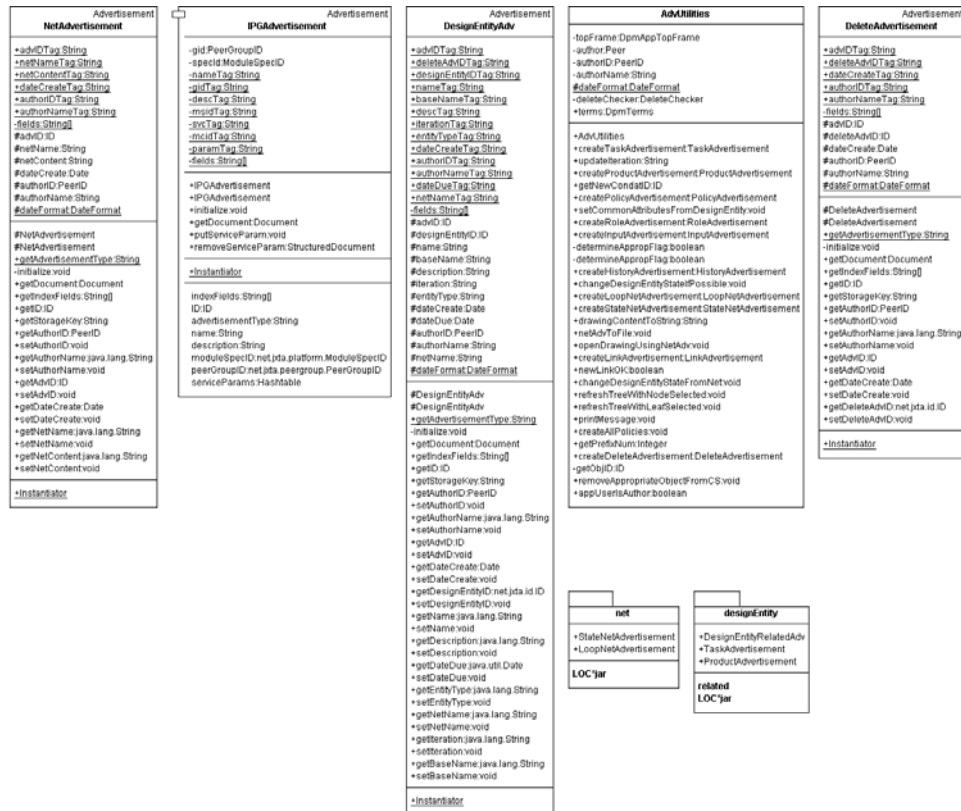 Advertisement
NetAdvertisement
+advIDTag:String
+netNameTag:String
+netContentTag:String
+dateCreateTag:String
+authorIDTag:String
+authorNameTag:String
-fields:String[]
#advID:ID
#netName:String
#netContent:String
#dateCreate:Date
#authorID:PeerID
#authorName:String
#dateFormat:DateFormat
#NetAdvertisement
#NetAdvertisement
+getAdvertisementType:String
-initialize:void
+getDocument:Document
+getIndexFields:String[]
+getID:ID
+getStorageKey:String
+getAuthorID:PeerID
+setAuthorID:void
+getAuthorName:java.lang.String
+setAuthorName:void
+getAdvID:ID
+setAdvID:void
+getDateCreate:Date
+setDateCreate:void
+getNetName:java.lang.String
+setNetName:void
+getNetContent:java.lang.String
+setNetContent:void
+Instantiator
Advertisement
IPGAdvertisement
-gid:PeerGroupID
-specId:ModuleSpecID
-nameTag:String
-gidTag:String
-descTag:String
-msidTag:String
-svcTag:String
-mcidTag:String
-paramTag:String
-fields:String[]
+IPGAdvertisement
+IPGAdvertisement
+initialize:void
+getDocument:Document
+putServiceParam:void
+removeServiceParam:StructuredDocument
+Instantiator
indexFields:String[]
ID:ID
advertisementType:String
name:String
description:String
moduleSpecID:net.jxta.platform.ModuleSpecID
peerGroupID:net.jxta.peergroup.PeerGroupID
serviceParams:Hashtable
Advertisement
DesignEntityAdv
+advIDTag:String
+deleteAdvIDTag:String
+designEntityIDTag:String
+nameTag:String
+baseNameTag:String
+descTag:String
+iterationTag:String
+entityTypeTag:String
+dateCreateTag:String
+authorIDTag:String
+authorNameTag:String
+dateDueTag:String
+netNameTag:String
-fields:String[]
#advID:ID
#designEntityID:ID
#name:String
#baseName:String
#description:String
#iteration:String
#entityType:String
#dateCreate:Date
#dateDue:Date
#authorID:PeerID
#authorName:String
#netName:String
#dateFormat:DateFormat
#DesignEntityAdv
#DesignEntityAdv
+getAdvertisementType:String
-initialize:void
+getDocument:Document
+getIndexFields:String[]
+getID:ID
+getStorageKey:String
+getAuthorID:PeerID
+setAuthorID:void
+getAuthorName:java.lang.String
+setAuthorName:void
+getAdvID:ID
+setAdvID:void
+getDateCreate:Date
+setDateCreate:void
+getDesignEntityID:net.jxta.id.ID
+setDesignEntityID:void
+getName:java.lang.String
+setName:void
+getDescription:java.lang.String
+setDescription:void
+getDateDue:java.util.Date
+setDateDue:void
+getEntityType:java.lang.String
+setEntityType:void
+getNetName:java.lang.String
+setNetName:void
+getIteration:java.lang.String
+setIteration:void
+getBaseName:java.lang.String
+setBaseName:void
+Instantiator
AdvUtilities
-topFrame:DpmAppTopFrame
-author:Peer
-authorID:PeerID
-authorName:String
#dateFormat:DateFormat
-deleteChecker:DeleteChecker
+terms:DpmTerms
+AdvUtilities
+createTaskAdvertisement:TaskAdvertisement
+updateIteration:String
+createProductAdvertisement:ProductAdvertisement
+getNewCondatID:ID
+createPolicyAdvertisement:PolicyAdvertisement
+setCommonAttributesFromDesignEntity:void
+createRoleAdvertisement:RoleAdvertisement
+createInputAdvertisement:InputAdvertisement
-determineAppropFlag:boolean
-determineAppropFlag:boolean
+createHistoryAdvertisement:HistoryAdvertisement
+changeDesignEntityStateIfPossible:void
+createLoopNetAdvertisement:LoopNetAdvertisement
+createStateNetAdvertisement:StateNetAdvertisement
+drawingContentToString:String
+netAdvToFile:void
+openDrawingUsingNetAdv:void
+createLinkAdvertisement:LinkAdvertisement
+newLinkOK:boolean
+changeDesignEntityStateFromNet:void
+refreshTreeWithNodeSelected:void
+refreshTreeWithLeafSelected:void
+printMessage:void
+createAllPolicies:void
+getPrefixNum:Integer
+createDeleteAdvertisement:DeleteAdvertisement
-getObjID:ID
+removeAppropriateObjectFromCS:void
+appUserIsAuthor:boolean
Advertisement
DeleteAdvertisement
+advIDTag:String
+deleteAdvIDTag:String
+dateCreateTag:String
+authorIDTag:String
+authorNameTag:String
-fields:String[]
#advID:ID
#deleteAdvID:ID
#dateCreate:Date
#authorID:PeerID
#authorName:String
#dateFormat:DateFormat
#DeleteAdvertisement
#DeleteAdvertisement
+getAdvertisementType:String
-initialize:void
+getDocument:Document
+getIndexFields:String[]
+getID:ID
+getStorageKey:String
+getAuthorID:PeerID
+setAuthorID:void
+getAuthorName:java.lang.String
+setAuthorName:void
+getAdvID:ID
+setAdvID:void
+getDateCreate:Date
+setDateCreate:void
+getDeleteAdvID:net.jxta.id.ID
+setDeleteAdvID:void
+Instantiator
net
+StateNetAdvertisement
+LoopNetAdvertisement
LOC*jar
designEntity
+DesignEntityRelatedAdv
+TaskAdvertisement
+ProductAdvertisement
related
LOC*jar